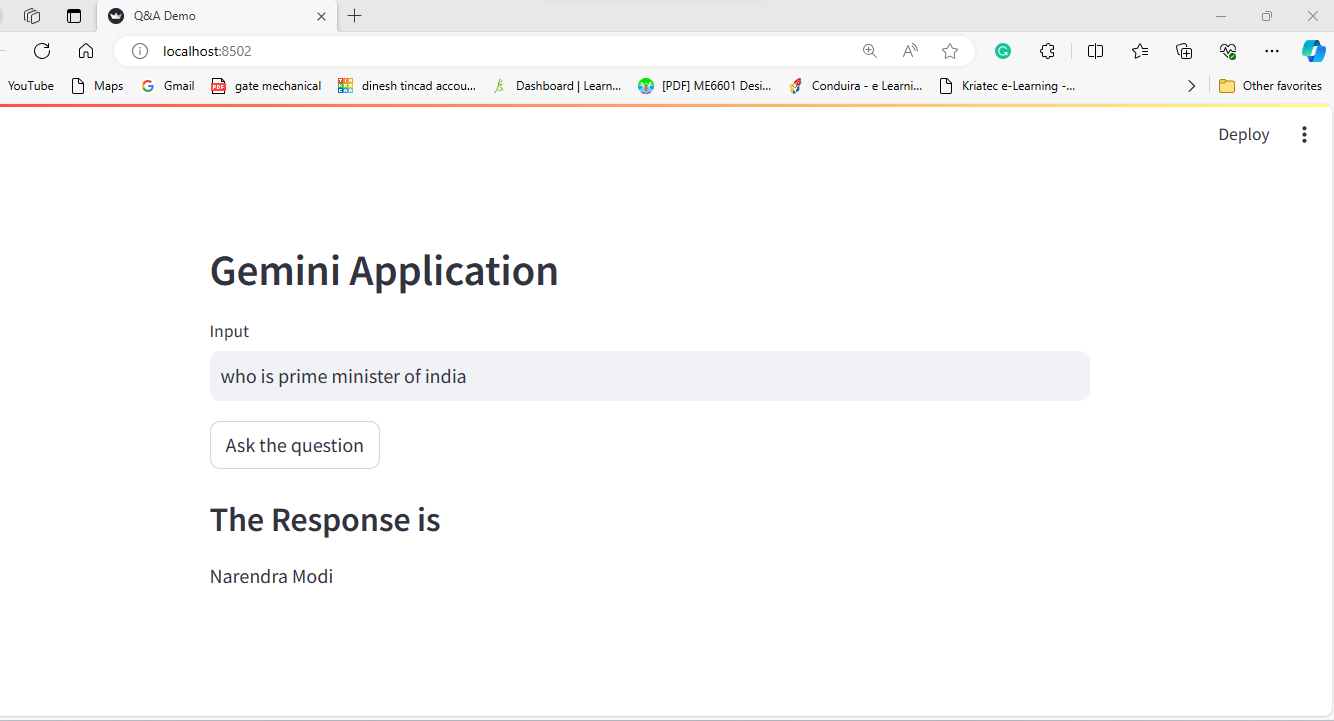 Q&A Demo
localhost:8502
YouTube Maps Gmail gate mechanical dinesh tincad accou... Dashboard | Learn... [PDF] ME6601 Desi... Conduira - e Learni... Kriatec e-Learning -... Other favorites
Deploy
Gemini Application
Input
who is prime minister of india
Ask the question
The Response is
Narendra Modi